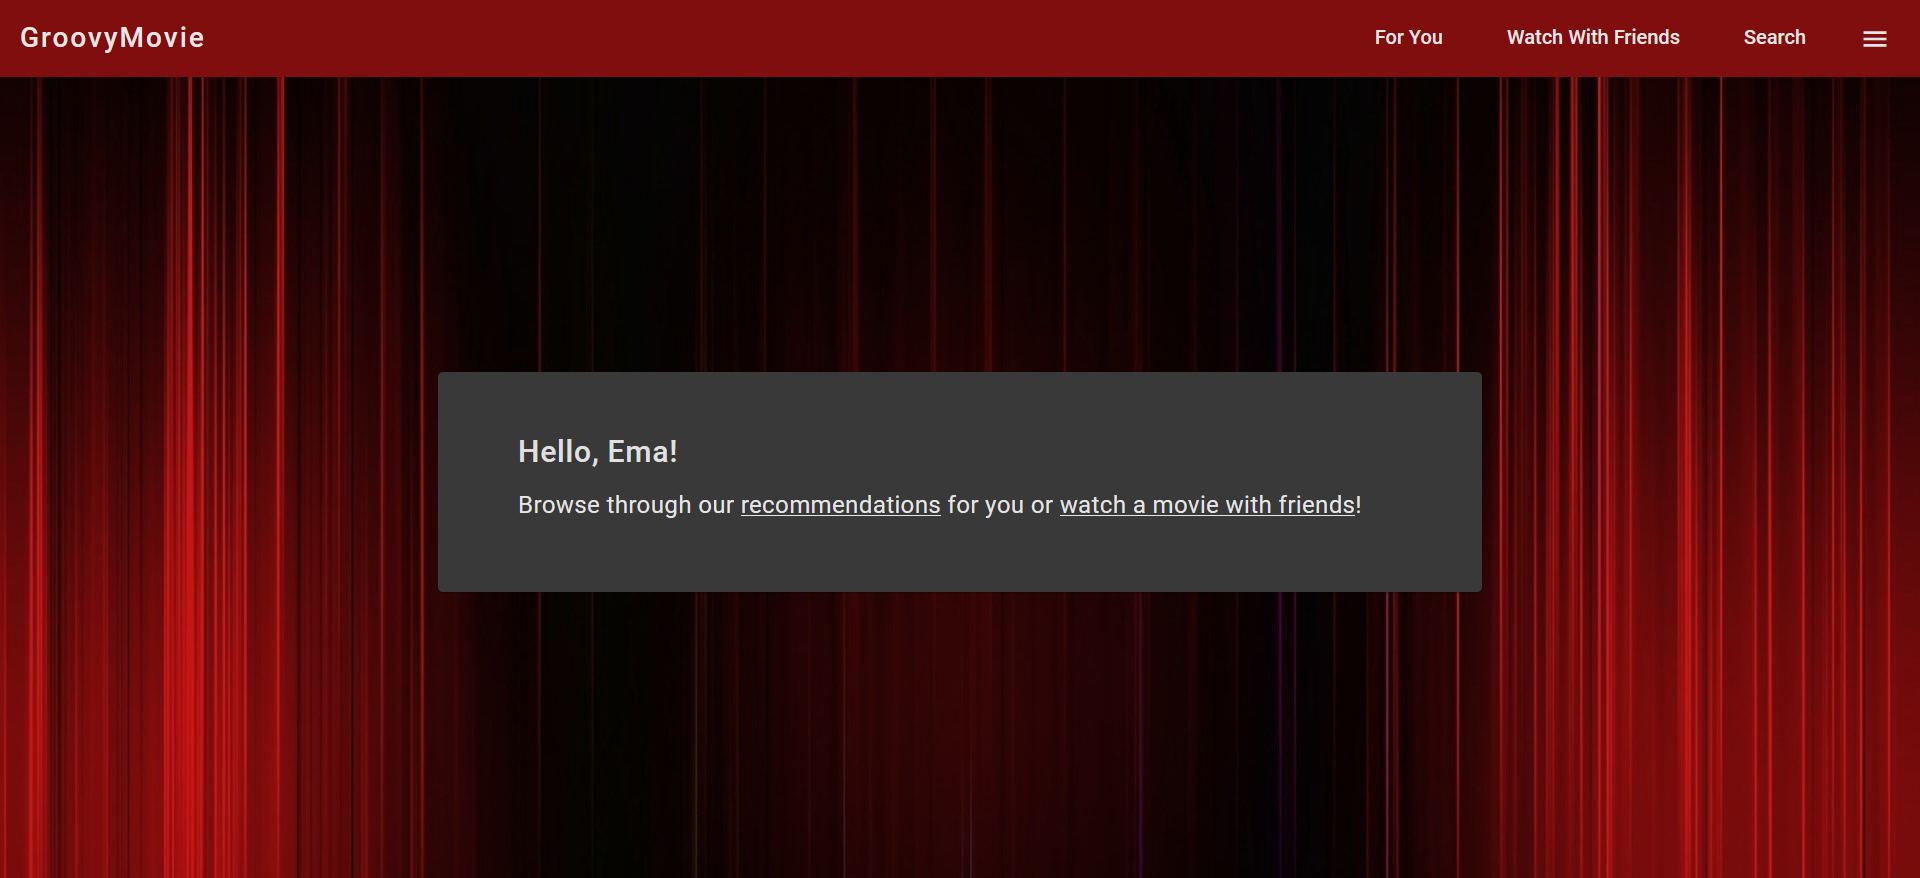 GroovyMovie
For You
Watch With Friends
Search
Hello, Ema!
Browse through our recommendations for you or watch a movie with friends!